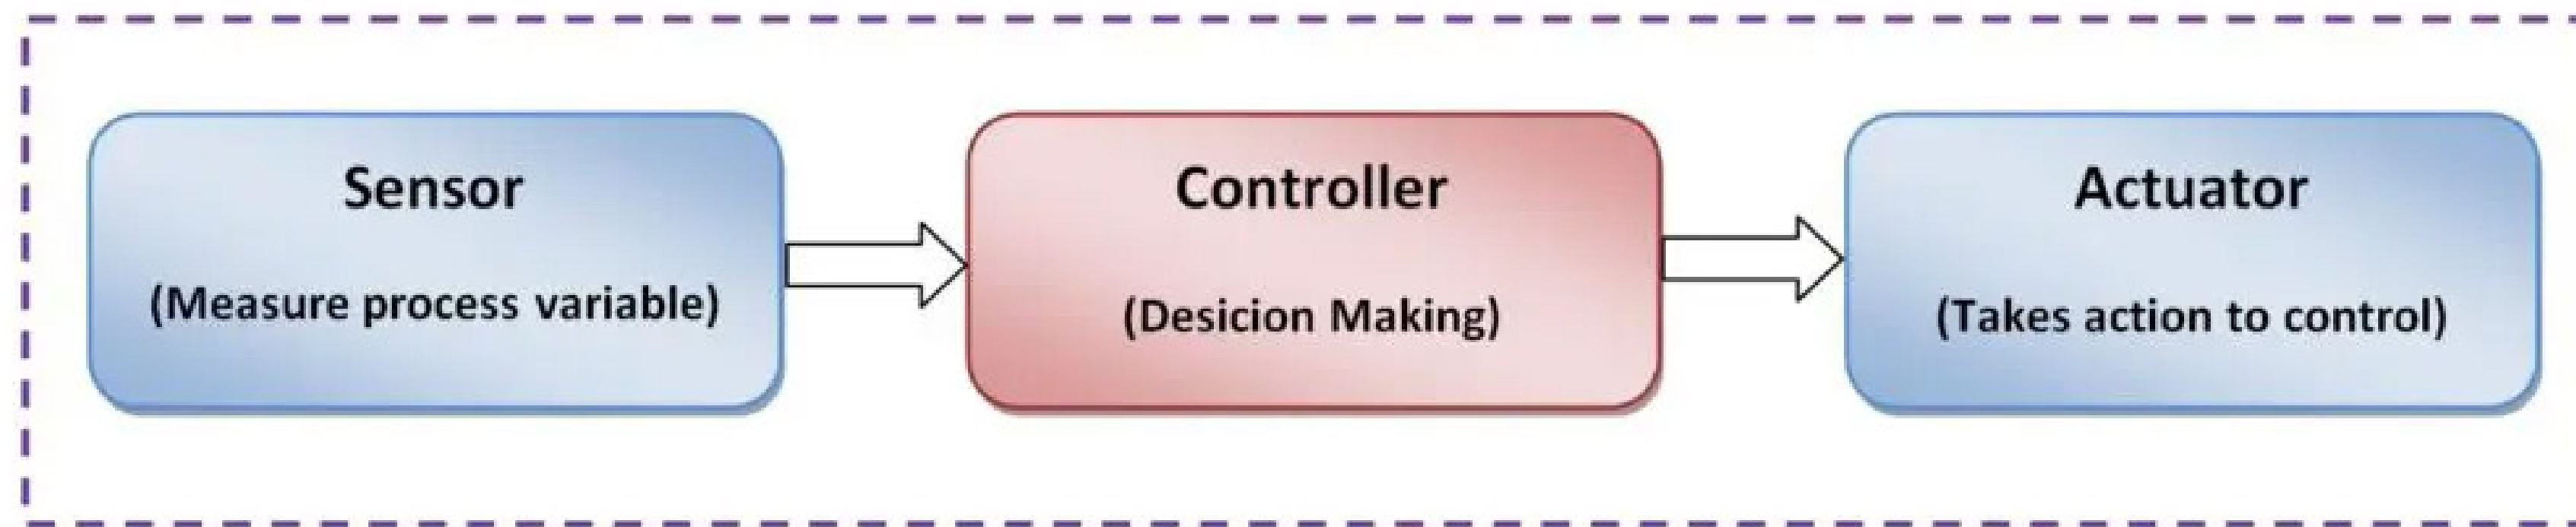 Sensor
(Measure process variable)
Controller
(Desicion Making)
Actuator
(Takes action to control)